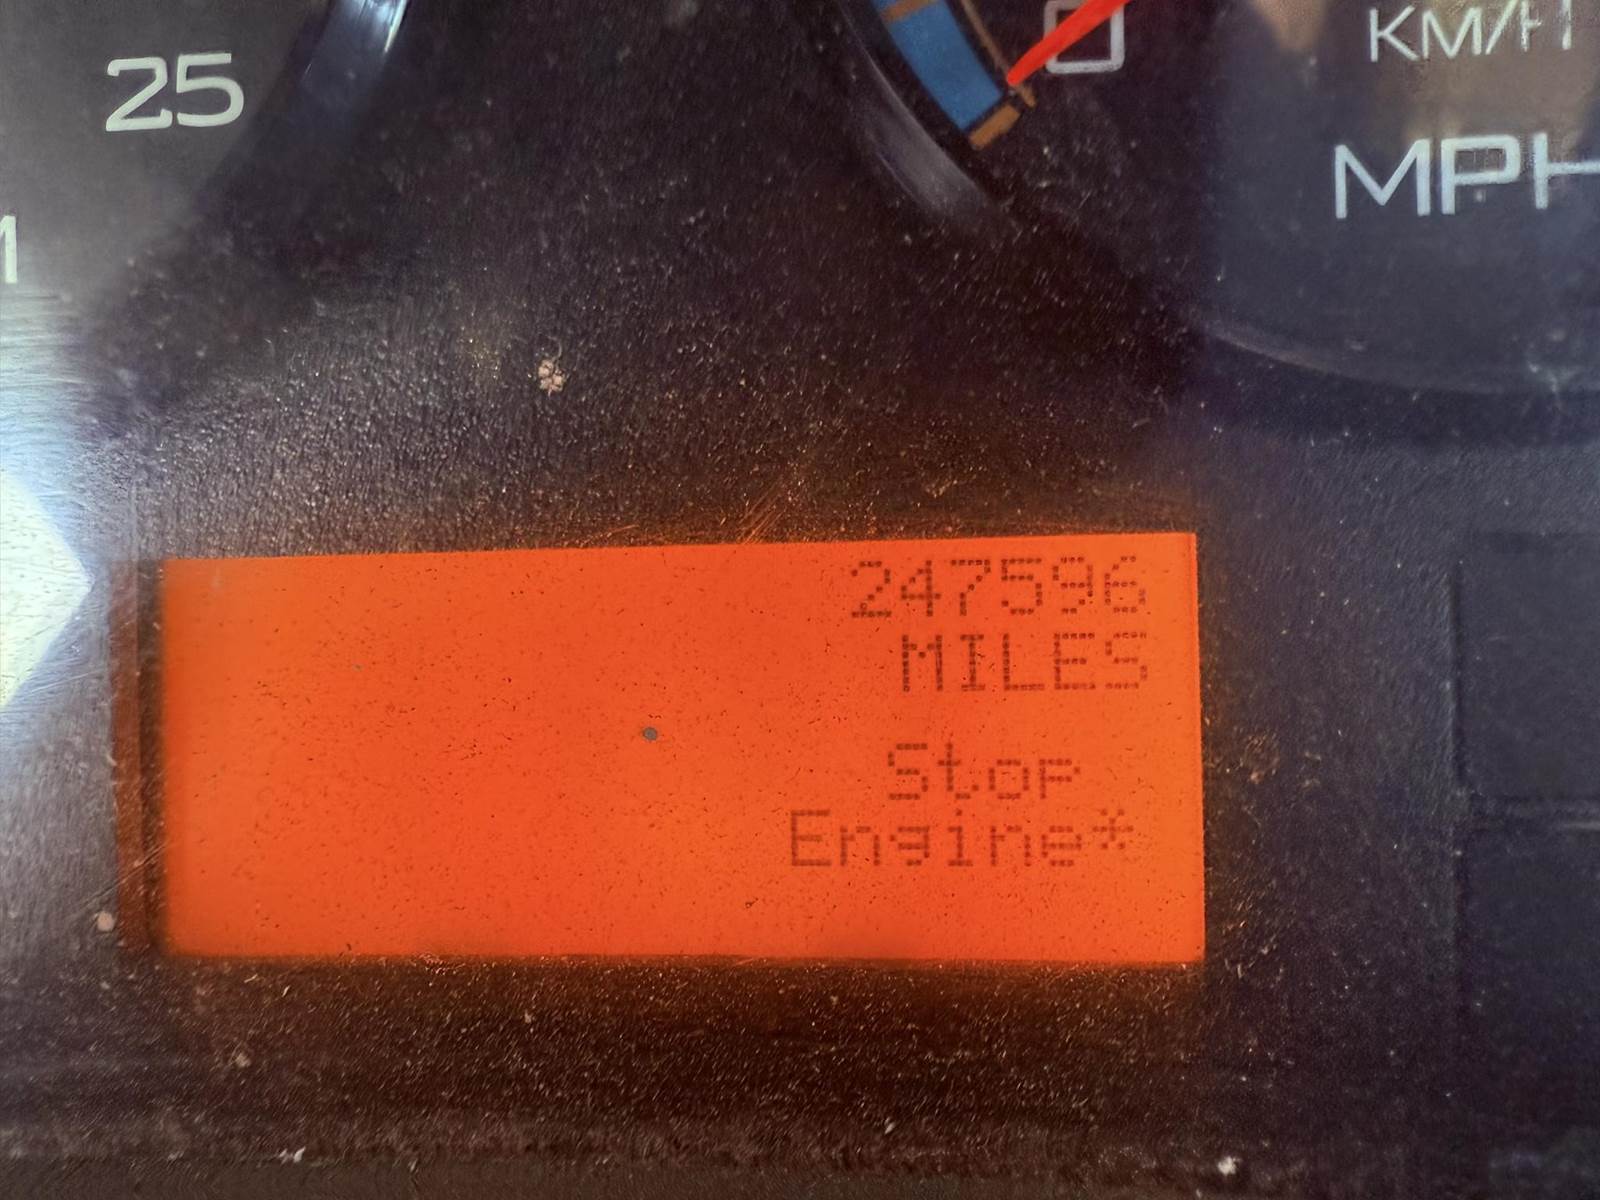 25
KM/H
MPH
247596
MILES
Stop
Engine*